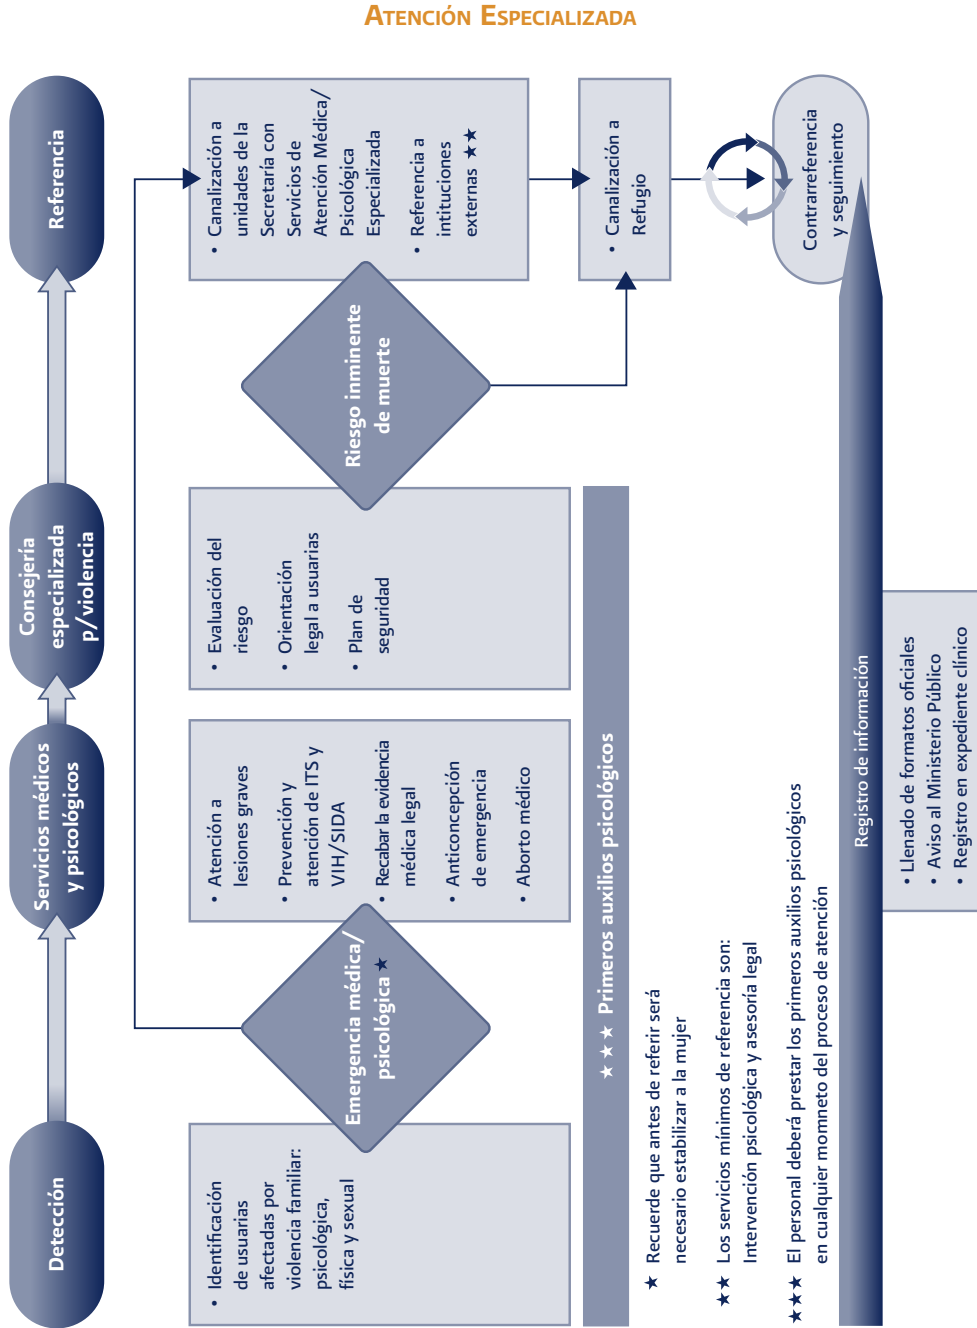 ATENCIÓN ESPECIALIZADA
Detección
Servicios médicos
y psicológicos
Consejería
especializada
p/violencia
Referencia
• Identificación
de usuarias
afectadas por
violencia familiar:
psicológica,
física y sexual
Emergencia médica/
psicológica ★
• Atención a
lesiones graves
• Prevención y
atención de ITS y
VIH/SIDA
• Recabar la evidencia
médica legal
• Anticoncepción
de emergencia
• Aborto médico
• Evaluación del
riesgo
• Orientación
legal a usuarias
• Plan de
seguridad
Riesgo inminente
de muerte
• Canalización a
unidades de la
Secretaría con
Servicios de
Atención Médica/
Psicológica
Especializada
• Referencia a
intituciones
externas ★★
• Canalización a
Refugio
Contrarreferencia
y seguimiento
★ ★ ★ Primeros auxilios psicológicos
★ Recuerde que antes de referir será
necesario estabilizar a la mujer
★★ Los servicios mínimos de referencia son:
Intervención psicológica y asesoría legal
★★★ El personal deberá prestar los primeros auxilios psicológicos
en cualquier momneto del proceso de atención
Registro de información
• Llenado de formatos oficiales
• Aviso al Ministerio Público
• Registro en expediente clínico